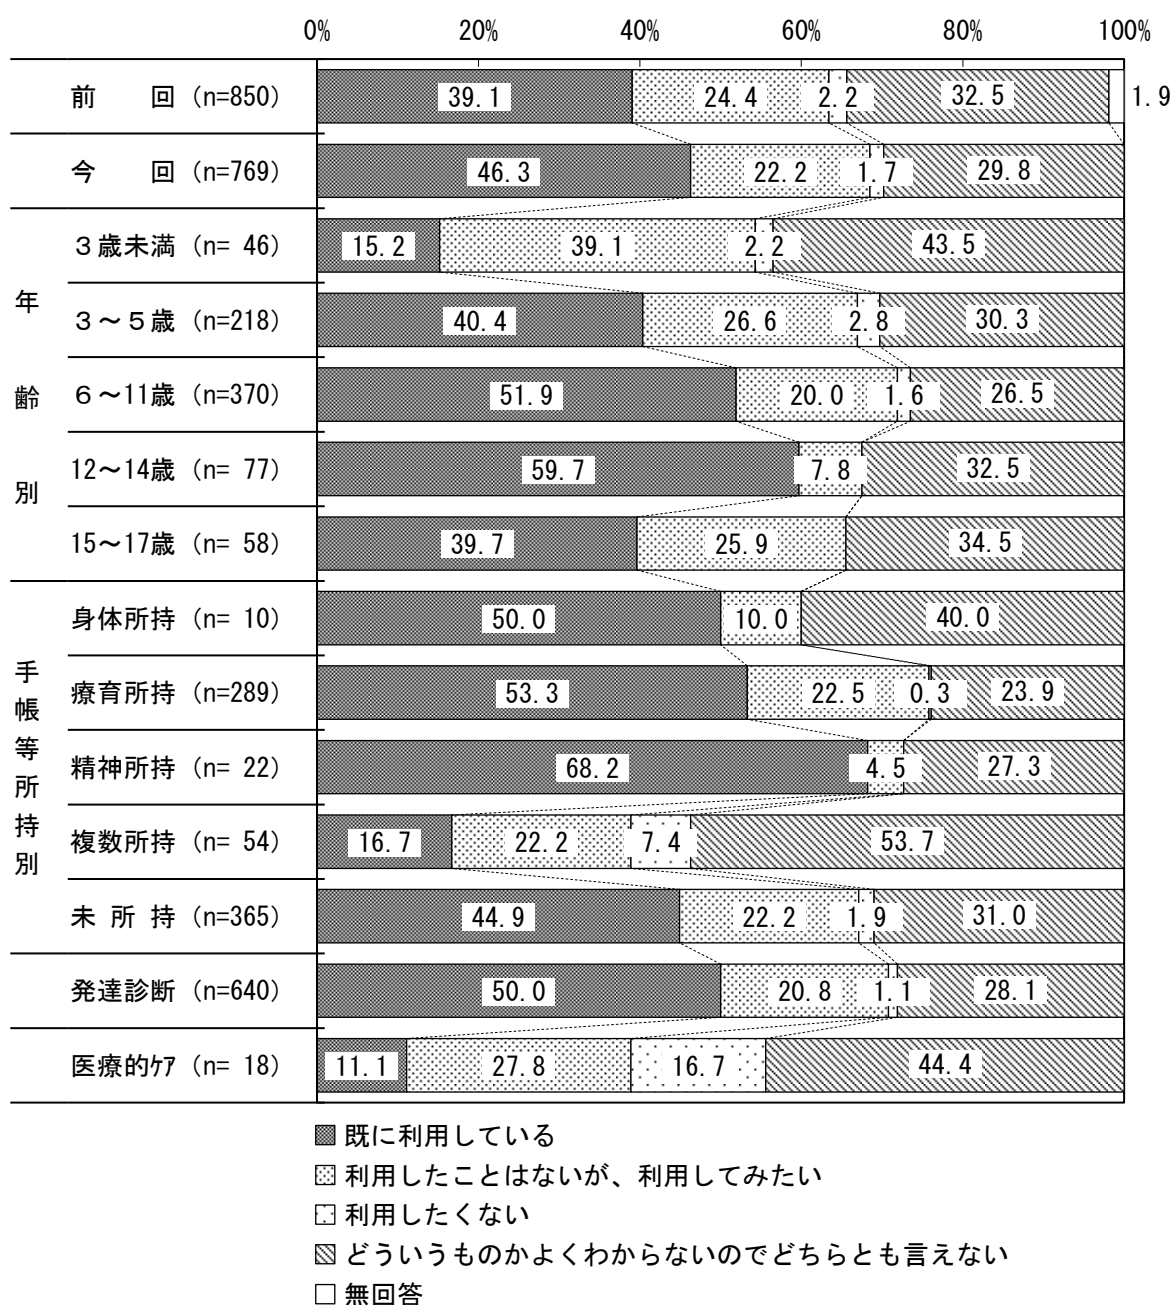 0% 20% 40% 60% 80% 100%
前 回 (n=850) 39.1 24.4 2.2 32.5 1.9
今 回 (n=769) 46.3 22.2 1.7 29.8
年齢別
3歳未満 (n= 46) 15.2 39.1 2.2 43.5
3~5歳 (n=218) 40.4 26.6 2.8 30.3
6~11歳 (n=370) 51.9 20.0 1.6 26.5
12~14歳 (n= 77) 59.7 7.8 32.5
15~17歳 (n= 58) 39.7 25.9 34.5
手帳等所持別
身体所持 (n= 10) 50.0 10.0 40.0
療育所持 (n=289) 53.3 22.5 0.3 23.9
精神所持 (n= 22) 68.2 4.5 27.3
複数所持 (n= 54) 16.7 22.2 7.4 53.7
未 所 持 (n=365) 44.9 22.2 1.9 31.0
発達診断 (n=640) 50.0 20.8 1.1 28.1
医療的ケア (n= 18) 11.1 27.8 16.7 44.4
既に利用している
利用したことはないが、利用してみたい
利用したくない
どういうものかよくわからないのでどちらとも言えない
無回答